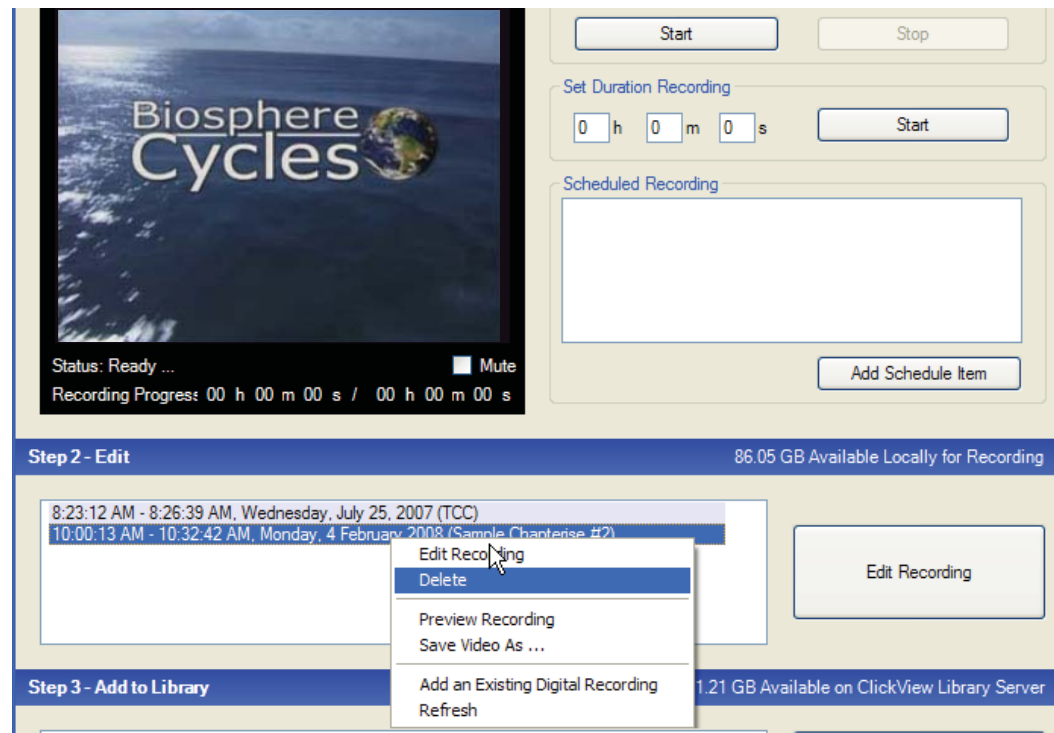 Start
Stop
Biosphere
Cycles
Set Duration Recording
0 h 0 m 0 s
Start
Scheduled Recording
Status: Ready ...
Mute
Recording Progress 00 h 00 m 00 s / 00 h 00 m 00 s
Add Schedule Item
Step 2 - Edit
86.05 GB Available Locally for Recording
8:23:12 AM - 8:26:39 AM, Wednesday, July 25, 2007 (TCC)
10:00:13 AM - 10:32:42 AM, Monday, 4 February 2008 (Sample Chapterise #2)
Edit Recording
Delete
Edit Recording
Preview Recording
Save Video As ...
Step 3 - Add to Library
Add an Existing Digital Recording
1.21 GB Available on ClickView Library Server
Refresh